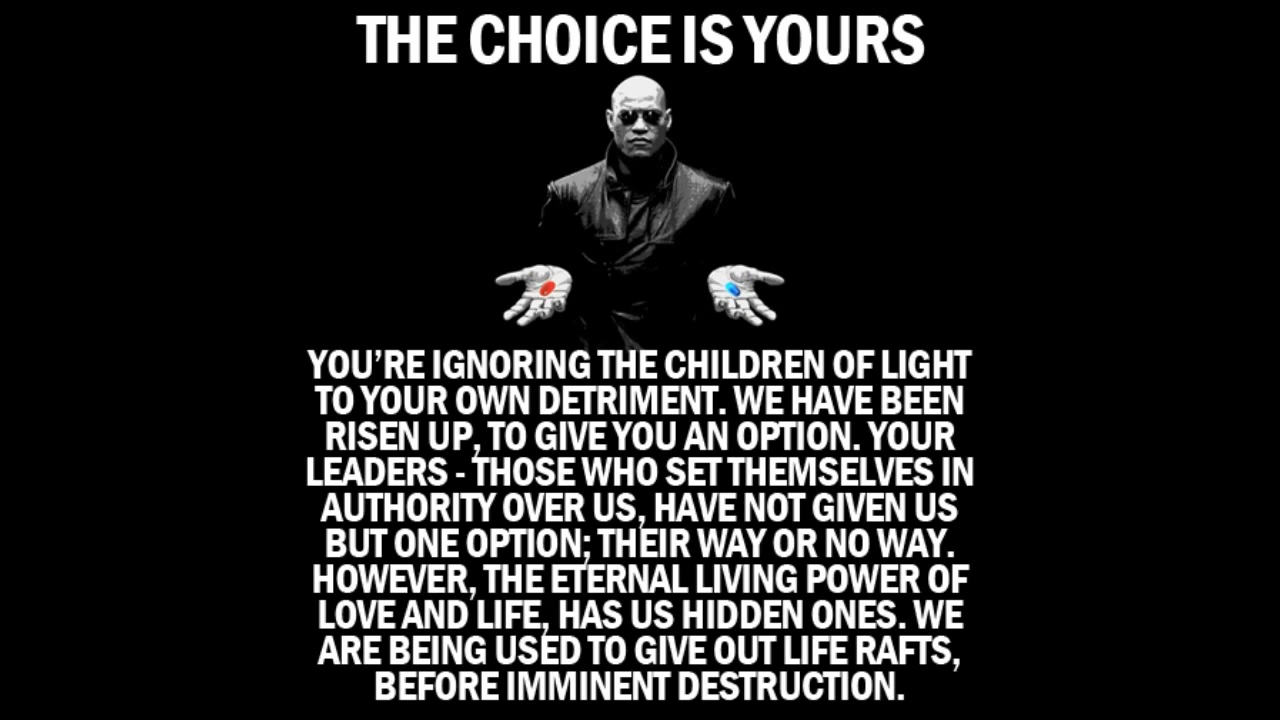 THE CHOICE IS YOURS
YOU'RE IGNORING THE CHILDREN OF LIGHT
TO YOUR OWN DETRIMENT. WE HAVE BEEN
RISEN UP, TO GIVE YOU AN OPTION. YOUR
LEADERS - THOSE WHO SET THEMSELVES IN
AUTHORITY OVER US, HAVE NOT GIVEN US
BUT ONE OPTION; THEIR WAY OR NO WAY.
HOWEVER, THE ETERNAL LIVING POWER OF
LOVE AND LIFE, HAS US HIDDEN ONES. WE
ARE BEING USED TO GIVE OUT LIFE RAFTS,
BEFORE IMMINENT DESTRUCTION.